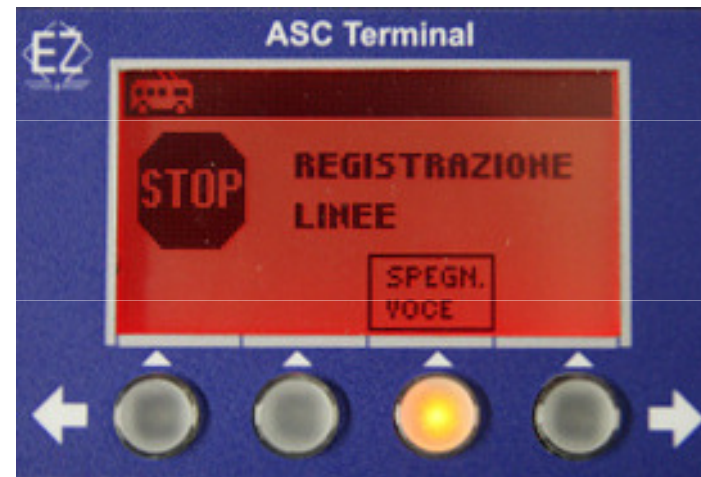 EZ
ASC Terminal
STOP
REGISTRAZIONE
LINEE
SPEGN.
VOCE